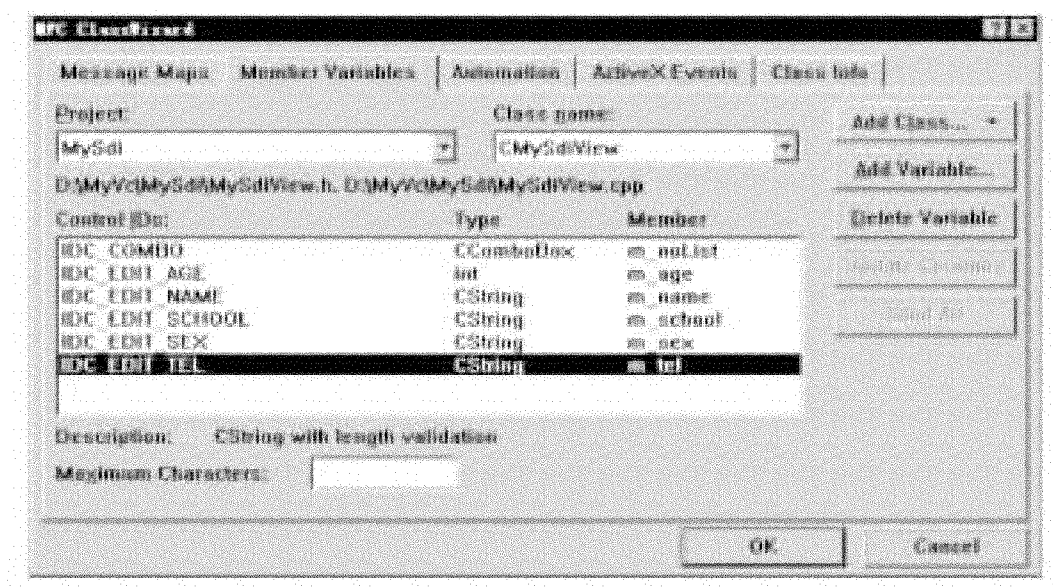 MFC ClassWizard
Message Maps Member Variables Automation ActiveX Events Class Info
Project: Class name:
MySdi CMySdiView
Add Class...
Add Variable...
D:\MyVc\MySdi\MySdiView.h, D:\MyVc\MySdi\MySdiView.cpp
Control IDs: Type Member
Delete Variable
IDC_COMBO CComboBox m_noList
IDC_EDIT_AGE int m_age
IDC_EDIT_NAME CString m_name
IDC_EDIT_SCHOOL CString m_school
IDC_EDIT_SEX CString m_sex
IDC_EDIT_TEL CString m_tel
Description: CString with length validation
Maximum Characters:
OK Cancel